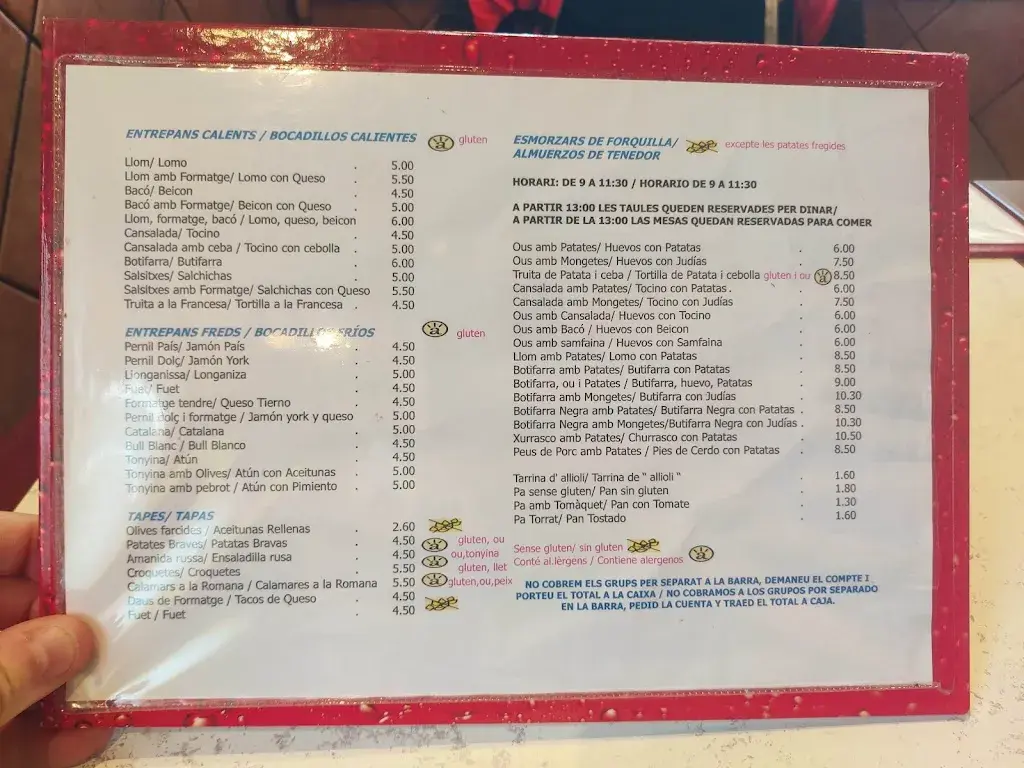 ENTREPANS CALENTS / BOCADILLOS CALIENTES gluten
Llom/ Lomo . 5.00
Llom amb Formatge/ Lomo con Queso . 5.50
Bacó/ Beicon . 4.50
Bacó amb Formatge/ Beicon con Queso . 5.00
Llom, formatge, bacó / Lomo, queso, beicon 6.00
Cansalada/ Tocino . 4.50
Cansalada amb ceba / Tocino con cebolla . 5.00
Botifarra/ Butifarra . 6.00
Salsitxes/ Salchichas . 5.00
Salsitxes amb Formatge/ Salchichas con Queso 5.50
Truita a la Francesa/ Tortilla a la Francesa . 4.50
ENTREPANS FREDS / BOCADILLOS FRÍOS gluten
Pernil País/ Jamón País . 4.50
Pernil Dolç/ Jamón York . 4.50
Llonganissa/ Longaniza . 5.00
Fuet/ Fuet . 4.50
Formatge tendre/ Queso Tierno . 4.50
Pernil dolç i formatge / Jamón york y queso 5.00
Catalana/ Catalana . 5.00
Bull Blanc/ Bull Blanco . 4.50
Tonyina/ Atún . 4.50
Tonyina amb Olives/ Atún con Aceitunas . 5.00
Tonyina amb pebrot / Atún con Pimiento . 5.00
TAPES/ TAPAS
Olives farcides / Aceitunas Rellenas 2.60
Patates Braves/ Patatas Bravas 4.50 gluten, ou
Amanida russa/ Ensaladilla rusa 4.50 ou,tonyina
Croquetes/ Croquetes 5.50 gluten, llet
Calamars a la Romana / Calamares a la Romana 5.50 gluten,ou,peix
Daus de Formatge / Tacos de Queso . 4.50
Fuet / Fuet . 4.50
ESMORZARS DE FORQUILLA/ excepte les patates fregides
ALMUERZOS DE TENEDOR
HORARI: DE 9 A 11:30 / HORARIO DE 9 A 11:30
A PARTIR 13:00 LES TAULES QUEDEN RESERVADES PER DINAR/
A PARTIR DE LA 13:00 LAS MESAS QUEDAN RESERVADAS PARA COMER
Ous amb Patates/ Huevos con Patatas . 6.00
Ous amb Mongetes/ Huevos con Judías . 7.50
Truita de Patata i ceba / Tortilla de Patata i cebolla gluten i ou 8.50
Cansalada amb Patates/ Tocino con Patatas . 6.00
Cansalada amb Mongetes/ Tocino con Judías . 7.50
Ous amb Cansalada/ Huevos con Tocino . 6.00
Ous amb Bacó / Huevos con Beicon . 6.00
Ous amb samfaina / Huevos con Samfaina . 6.00
Llom amb Patates/ Lomo con Patatas . 8.50
Botifarra amb Patates/ Butifarra con Patatas . 8.50
Botifarra, ou i Patates / Butifarra, huevo, Patatas . 9.00
Botifarra amb Mongetes/ Butifarra con Judías . 10.30
Botifarra Negra amb Patates/ Butifarra Negra con Patatas . 8.50
Botifarra Negra amb Mongetes/Butifarra Negra con Judías . 10.30
Xurrasco amb Patates/ Churrasco con Patatas . 10.50
Peus de Porc amb Patates / Pies de Cerdo con Patatas . 8.50
Tarrina d' allioli/ Tarrina de " allioli " . 1.60
Pa sense gluten/ Pan sin gluten . 1.80
Pa amb Tomàquet/ Pan con Tomate . 1.30
Pa Torrat/ Pan Tostado . 1.60
Sense gluten/ sin gluten
Conté al.lèrgens / Contiene alergenos
NO COBREM ELS GRUPS PER SEPARAT A LA BARRA, DEMANEU EL COMPTE I
PORTEU EL TOTAL A LA CAIXA / NO COBRAMOS A LOS GRUPOS POR SEPARADO
EN LA BARRA, PEDID LA CUENTA Y TRAED EL TOTAL A CAJA.